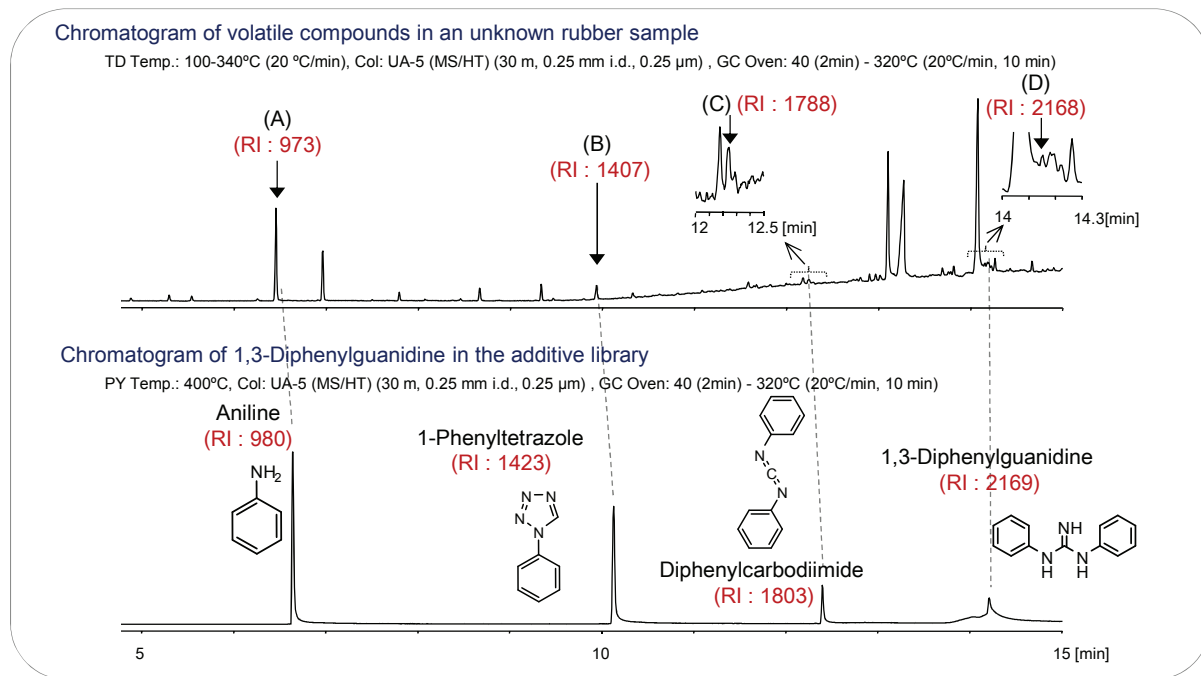 Chromatogram of volatile compounds in an unknown rubber sample
TD Temp.: 100-340ºC (20 ºC/min), Col: UA-5 (MS/HT) (30 m, 0.25 mm i.d., 0.25 µm) , GC Oven: 40 (2min) - 320ºC (20ºC/min, 10 min)
(A)
(RI : 973)
(B)
(RI : 1407)
(C) (RI : 1788)
(D)
(RI : 2168)
12
12.5 [min]
14
14.3[min]
Chromatogram of 1,3-Diphenylguanidine in the additive library
PY Temp.: 400ºC, Col: UA-5 (MS/HT) (30 m, 0.25 mm i.d., 0.25 µm) , GC Oven: 40 (2min) - 320ºC (20ºC/min, 10 min)
Aniline
(RI : 980)
NH2
1-Phenyltetrazole
(RI : 1423)
N N
N
N
N
C
N
Diphenylcarbodiimide
(RI : 1803)
1,3-Diphenylguanidine
(RI : 2169)
NH
N N
H H
5
10
15 [min]